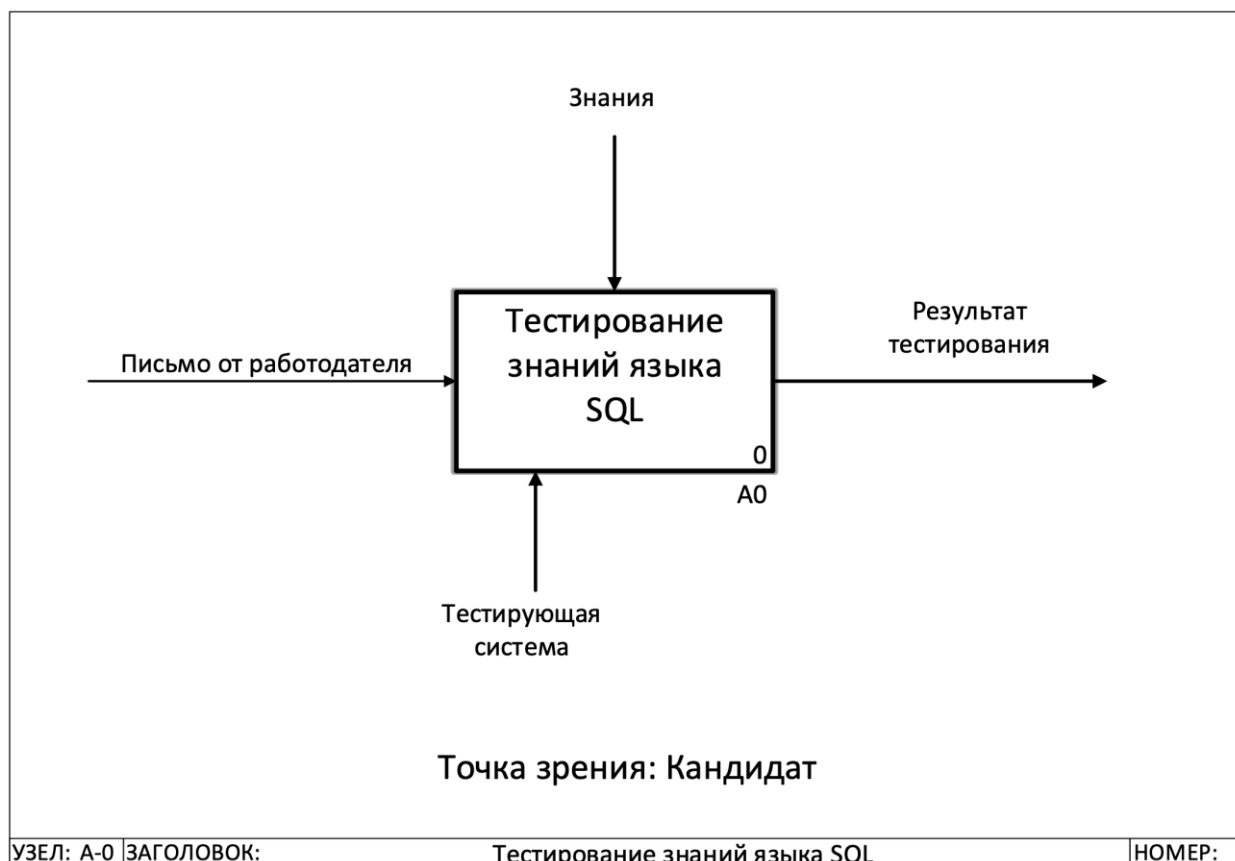 Знания
Тестирование
знаний языка
SQL
0
A0
Письмо от работодателя
Результат
тестирования
Тестирующая
система
Точка зрения: Кандидат
УЗЕЛ: A-0 ЗАГОЛОВОК: Тестирование знаний языка SQL НОМЕР: